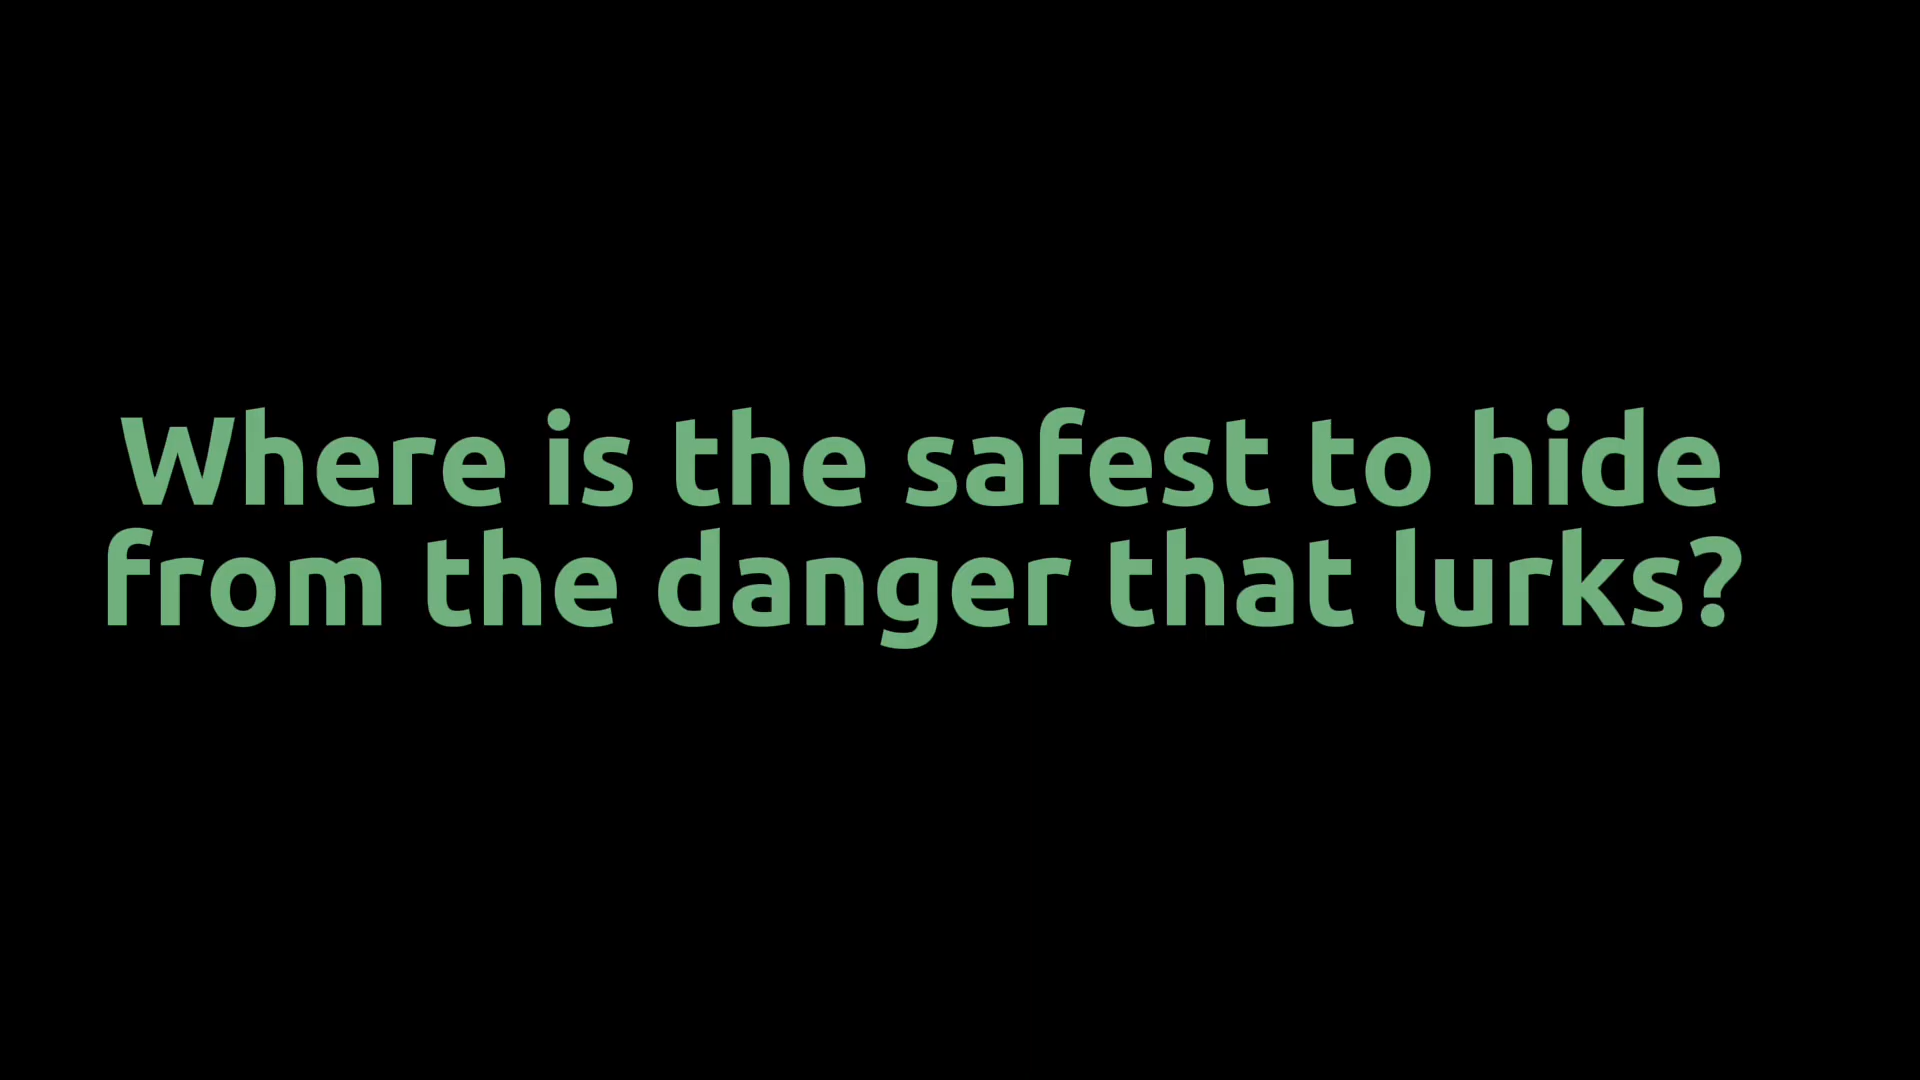 Where is the safest to hide
from the danger that lurks?